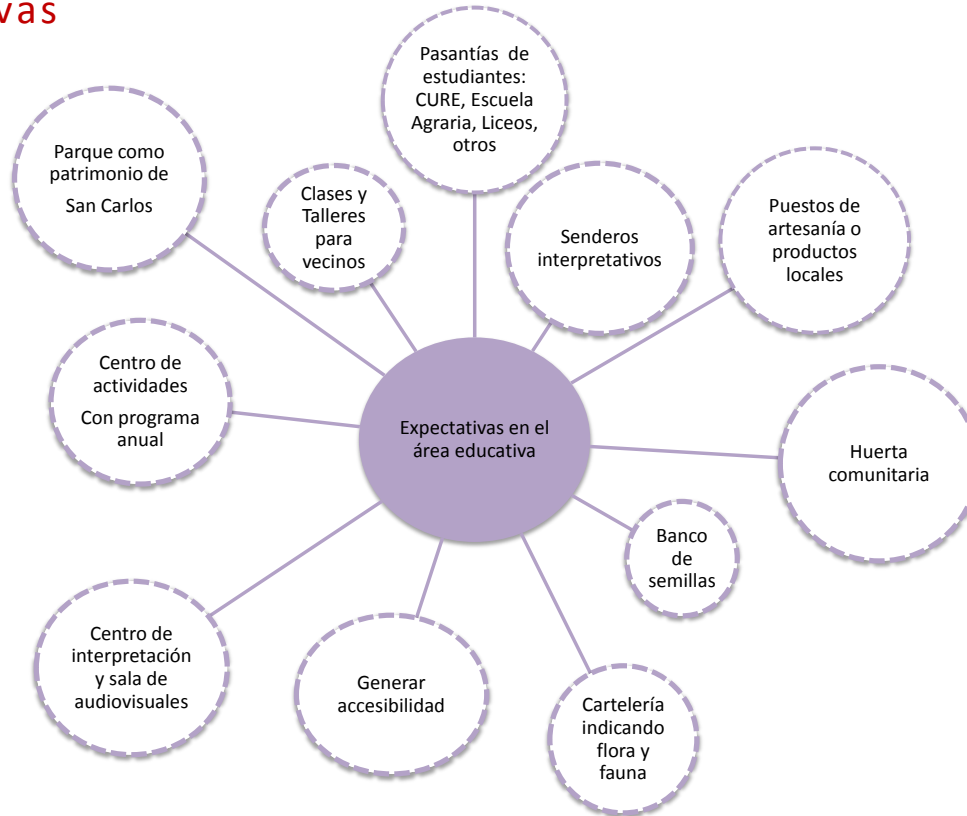 vas
Pasantías de
estudiantes:
CURE, Escuela
Agraria, Liceos,
otros
Parque como
patrimonio de
San Carlos
Clases y
Talleres
para
vecinos
Senderos
interpretativos
Puestos de
artesanía o
productos
locales
Centro de
actividades
Con programa
anual
Expectativas en el
área educativa
Huerta
comunitaria
Banco
de
semillas
Centro de
interpretación
y sala de
audiovisuales
Generar
accesibilidad
Cartelería
indicando
flora y
fauna